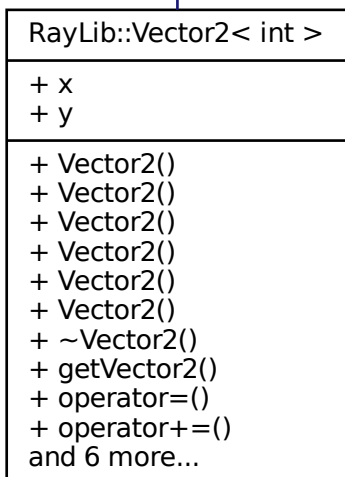 RayLib::Vector2< int >
+ x
+ y
+ Vector2()
+ Vector2()
+ Vector2()
+ Vector2()
+ Vector2()
+ Vector2()
+ ~Vector2()
+ getVector2()
+ operator=()
+ operator+=()
and 6 more...